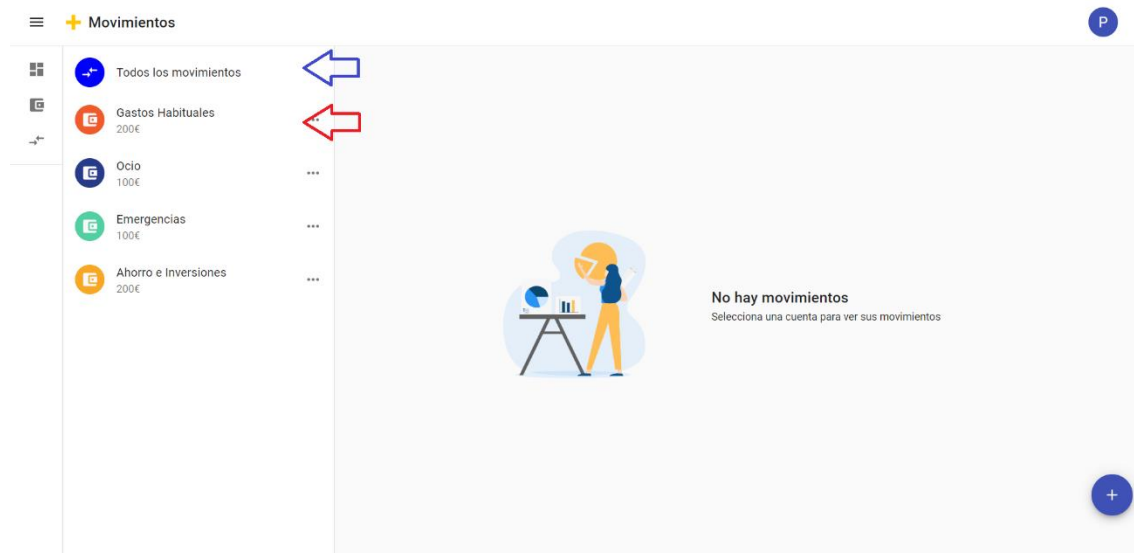 Movimientos
P
Todos los movimientos
Gastos Habituales
200€
Ocio
100€
Emergencias
100€
Ahorro e Inversiones
200€
No hay movimientos
Selecciona una cuenta para ver sus movimientos